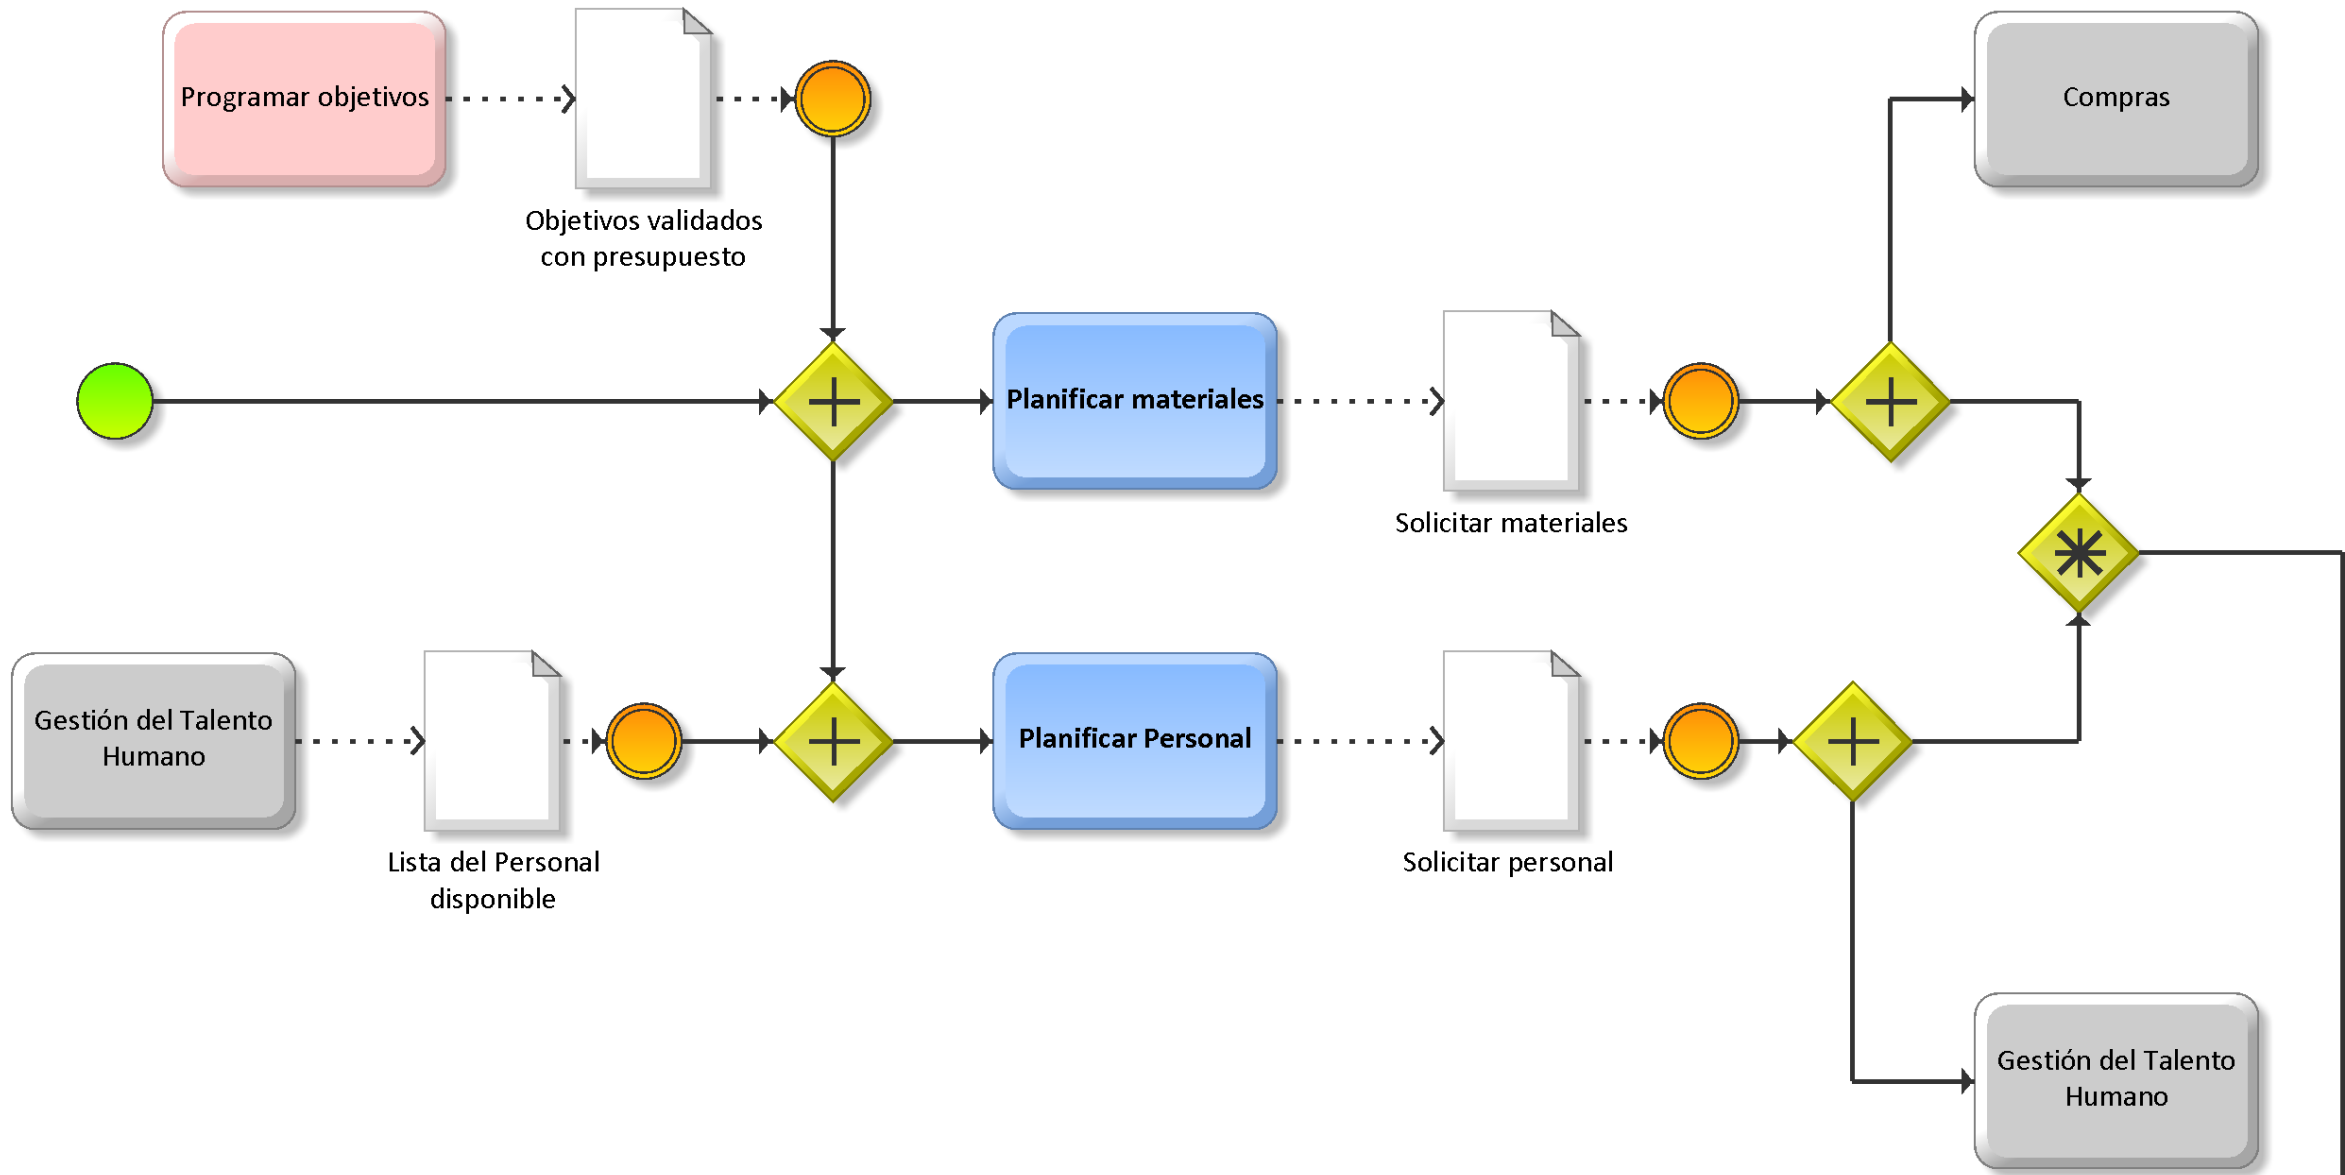 Programar objetivos
Objetivos validados
con presupuesto
Compras
Planificar materiales
Solicitar materiales
Gestión del Talento
Humano
Lista del Personal
disponible
Planificar Personal
Solicitar personal
Gestión del Talento
Humano